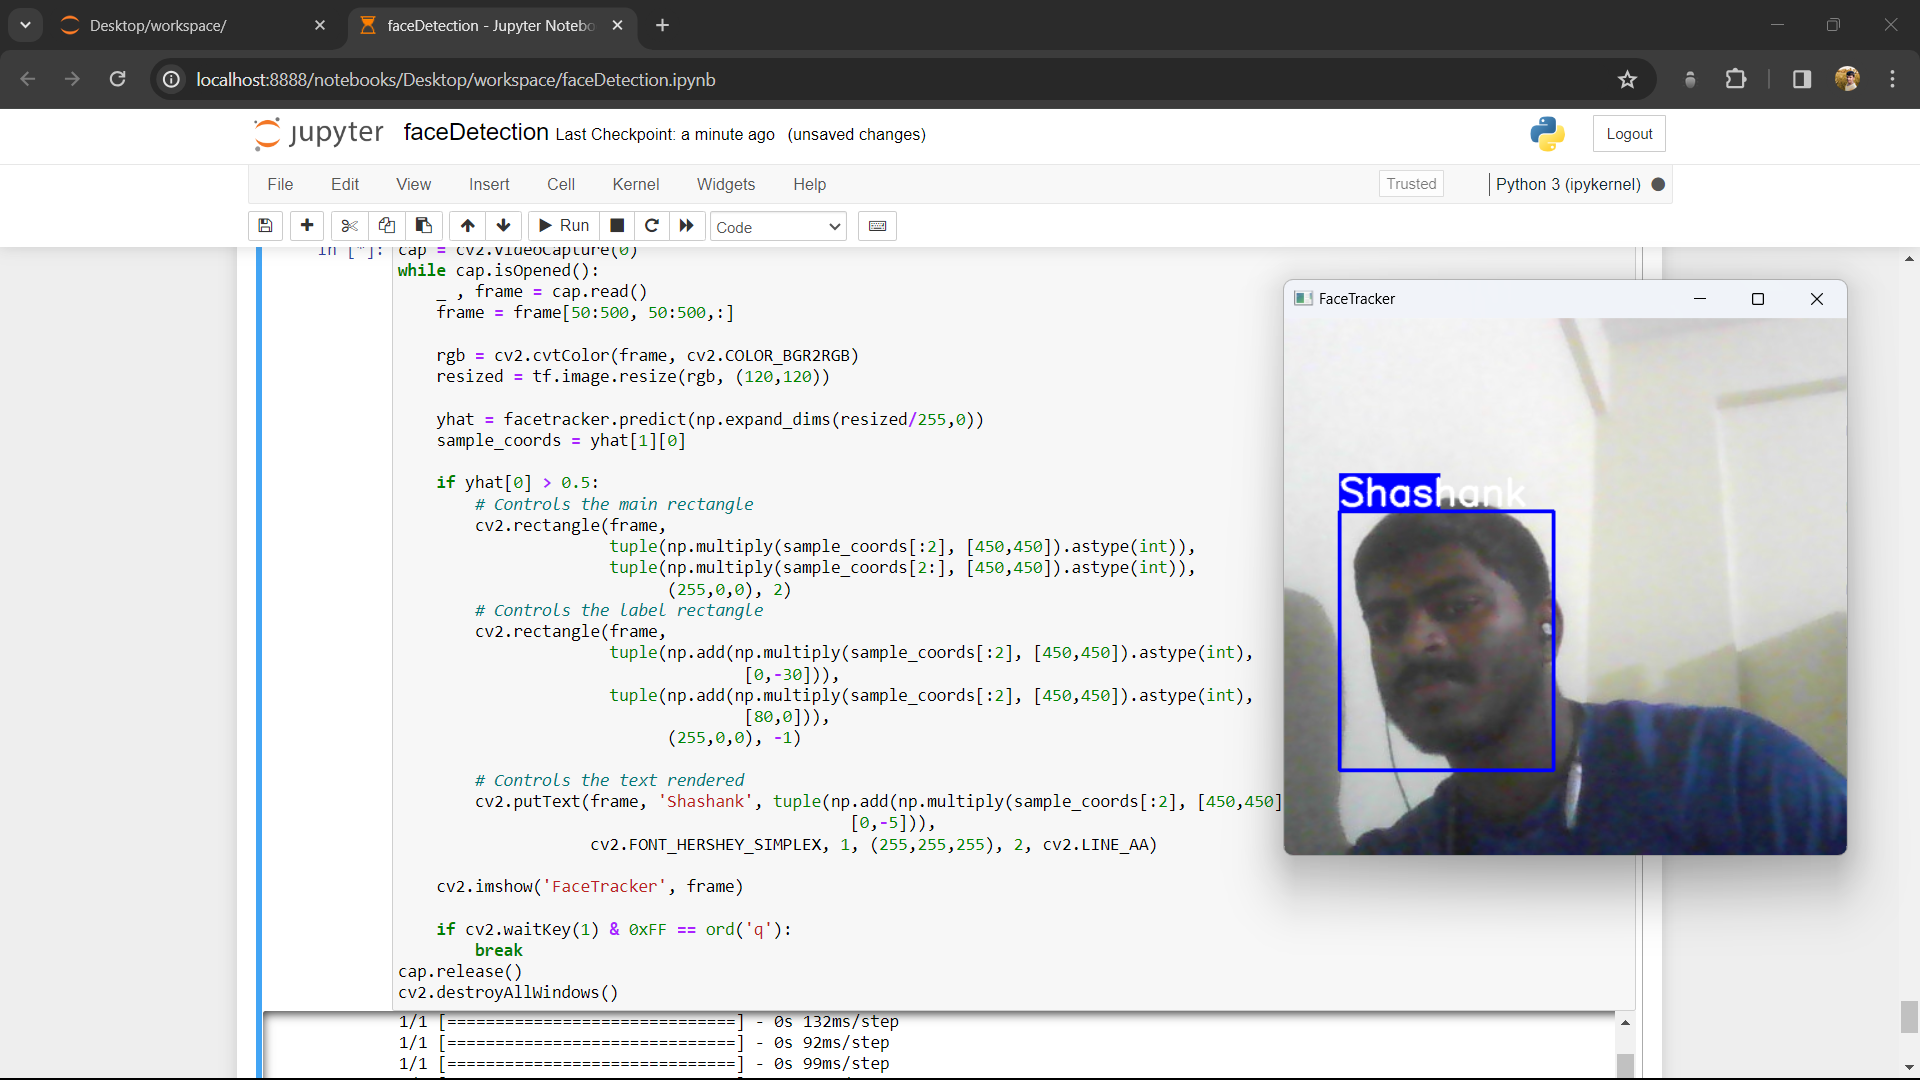 Desktop/workspace/
faceDetection - Jupyter Notebo
localhost:8888/notebooks/Desktop/workspace/faceDetection.ipynb
jupyter faceDetection Last Checkpoint: a minute ago (unsaved changes)
Logout
File Edit View Insert Cell Kernel Widgets Help
Trusted
Python 3 (ipykernel)
Run
Code
In [*]: cap = cv2.VideoCapture(0)
while cap.isOpened():
    _ , frame = cap.read()
    frame = frame[50:500, 50:500,:]
    rgb = cv2.cvtColor(frame, cv2.COLOR_BGR2RGB)
    resized = tf.image.resize(rgb, (120,120))
    yhat = facetracker.predict(np.expand_dims(resized/255,0))
    sample_coords = yhat[1][0]
    if yhat[0] > 0.5:
        # Controls the main rectangle
        cv2.rectangle(frame,
                      tuple(np.multiply(sample_coords[:2], [450,450]).astype(int)),
                      tuple(np.multiply(sample_coords[2:], [450,450]).astype(int)),
                            (255,0,0), 2)
        # Controls the label rectangle
        cv2.rectangle(frame,
                      tuple(np.add(np.multiply(sample_coords[:2], [450,450]).astype(int),
                                    [0,-30])),
                      tuple(np.add(np.multiply(sample_coords[:2], [450,450]).astype(int),
                                    [80,0])),
                            (255,0,0), -1)
        # Controls the text rendered
        cv2.putText(frame, 'Shashank', tuple(np.add(np.multiply(sample_coords[:2], [450,450]
                                               [0,-5])),
                    cv2.FONT_HERSHEY_SIMPLEX, 1, (255,255,255), 2, cv2.LINE_AA)
    cv2.imshow('FaceTracker', frame)
    if cv2.waitKey(1) & 0xFF == ord('q'):
        break
cap.release()
cv2.destroyAllWindows()
1/1 [==============================] - 0s 132ms/step
1/1 [==============================] - 0s 92ms/step
1/1 [==============================] - 0s 99ms/step
FaceTracker
Shashank